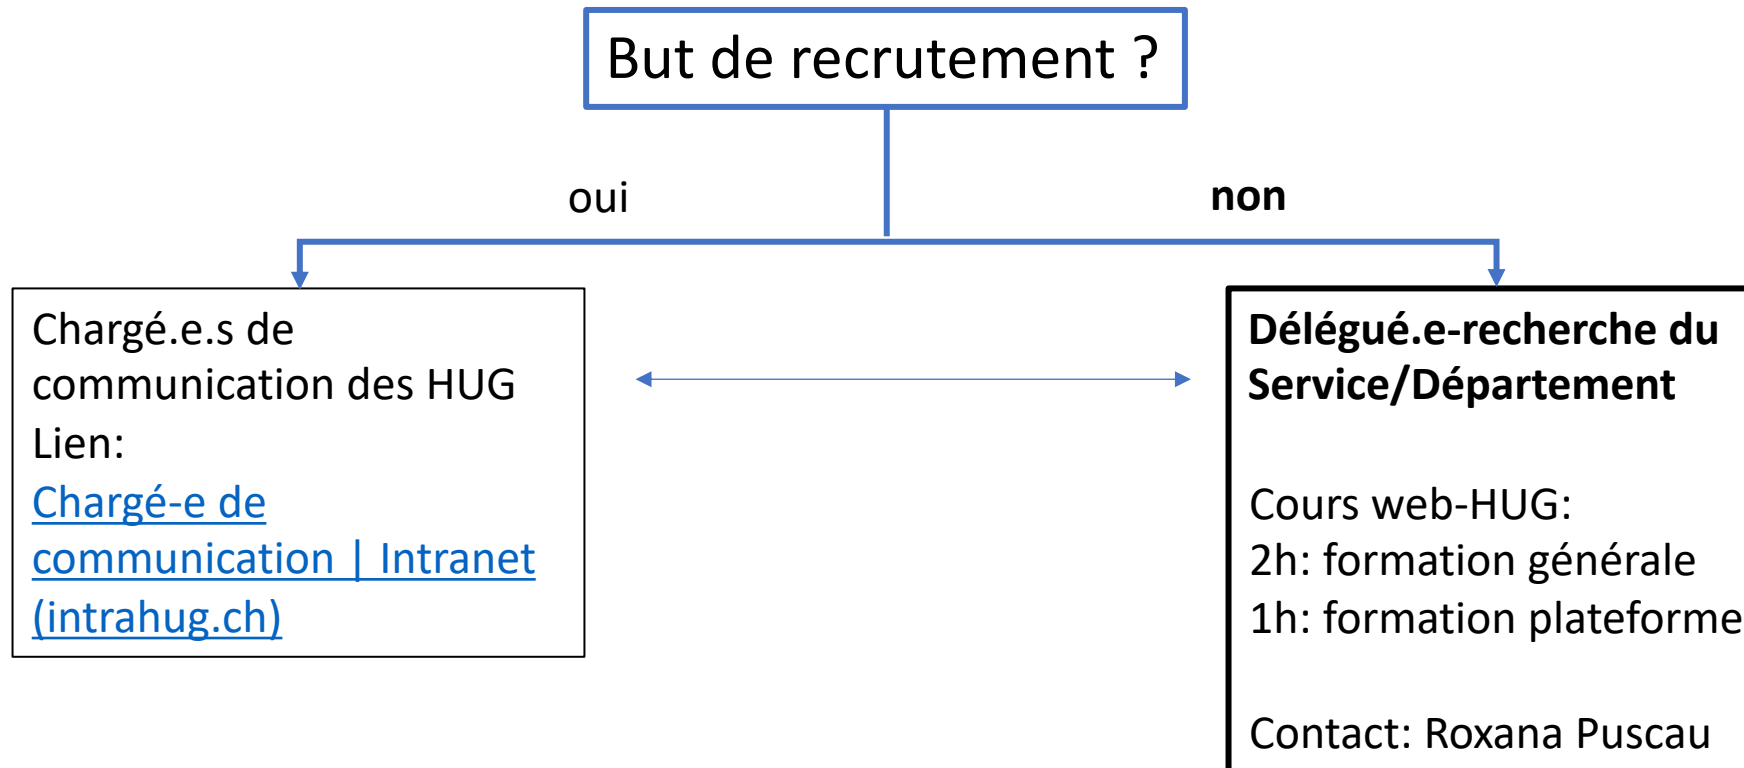 But de recrutement ?
oui
non
Chargé.e.s de
communication des HUG
Lien:
Chargé-e de
communication | Intranet
(intrahug.ch)
Délégué.e-recherche du
Service/Département
Cours web-HUG:
2h: formation générale
1h: formation plateforme
Contact: Roxana Puscau